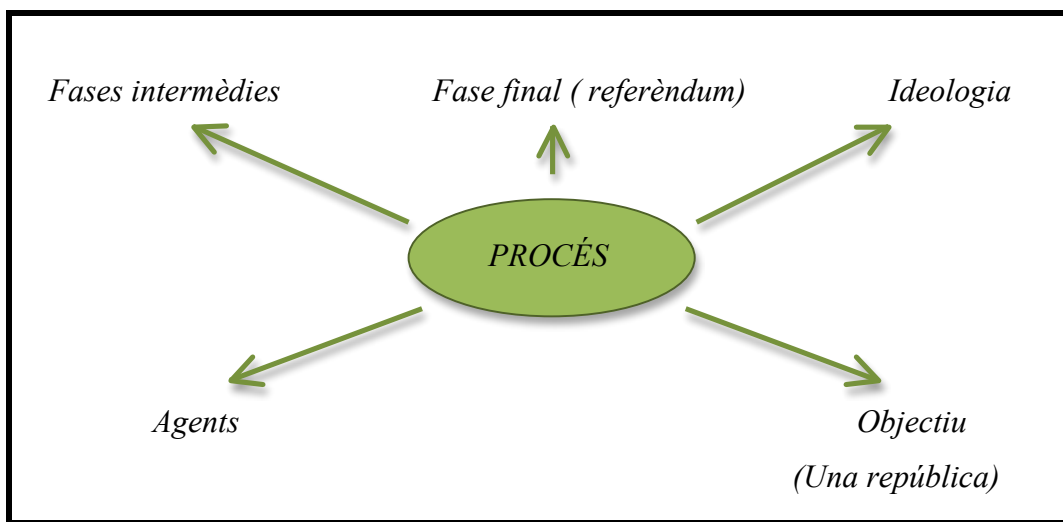 Fases intermèdies
Fase final ( referèndum)
Ideologia
PROCÉS
Agents
Objectiu
(Una república)